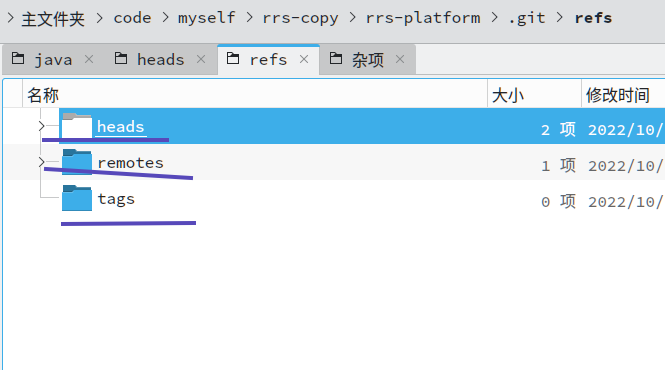 主文件夹 > code > myself > rrs-copy > rrs-platform > .git > refs
java × heads × refs × 杂项 ×
名称 大小 修改时间
heads 2 项 2022/10/
remotes 1 项 2022/10/
tags 0 项 2022/10/